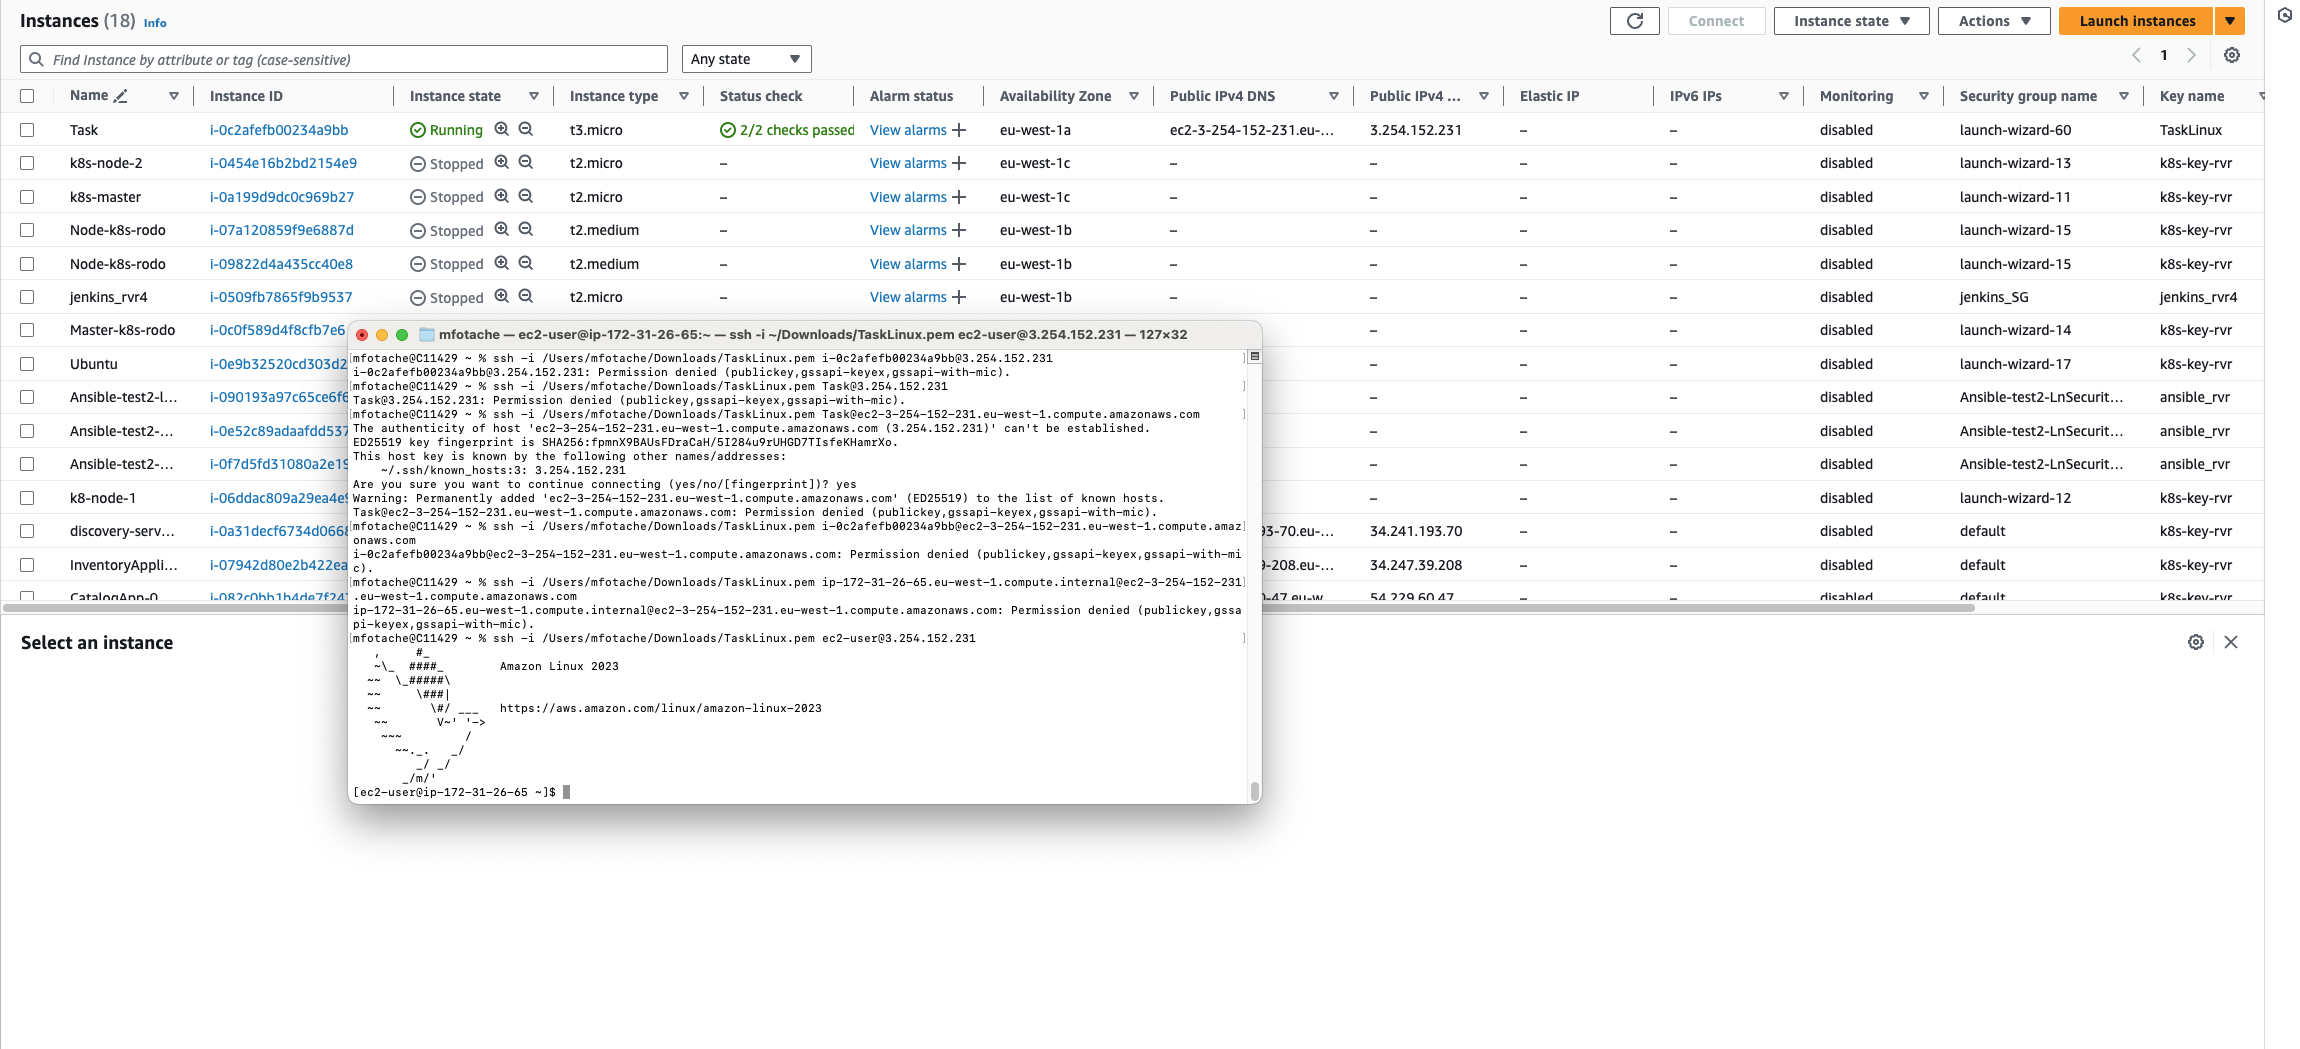 Instances (18) Info
Connect
Instance state
Actions
Launch instances
Find Instance by attribute or tag (case-sensitive)
Any state
1
Name Instance ID Instance state Instance type Status check Alarm status Availability Zone Public IPv4 DNS Public IPv4 ... Elastic IP IPv6 IPs Monitoring Security group name Key name
Task i-0c2afefb00234a9bb Running t3.micro 2/2 checks passed View alarms eu-west-1a ec2-3-254-152-231.eu-... 3.254.152.231 – – disabled launch-wizard-60 TaskLinux
k8s-node-2 i-0454e16b2bd2154e9 Stopped t2.micro – View alarms eu-west-1c – – – – disabled launch-wizard-13 k8s-key-rvr
k8s-master i-0a199d9dc0c969b27 Stopped t2.micro – View alarms eu-west-1c – – – – disabled launch-wizard-11 k8s-key-rvr
Node-k8s-rodo i-07a120859f9e6887d Stopped t2.medium – View alarms eu-west-1b – – – – disabled launch-wizard-15 k8s-key-rvr
Node-k8s-rodo i-09822d4a435cc40e8 Stopped t2.medium – View alarms eu-west-1b – – – – disabled launch-wizard-15 k8s-key-rvr
jenkins_rvr4 i-0509fb7865f9b9537 Stopped t2.micro – View alarms eu-west-1b – – – – disabled jenkins_SG jenkins_rvr4
Master-k8s-rodo i-0c0f589d4f8cfb7e6 – – – disabled launch-wizard-14 k8s-key-rvr
Ubuntu i-0e9b32520cd303d2 – – – disabled launch-wizard-17 k8s-key-rvr
Ansible-test2-l... i-090193a97c65ce6f6 – – – disabled Ansible-test2-LnSecurit... ansible_rvr
Ansible-test2-... i-0e52c89adaafdd537 – – – disabled Ansible-test2-LnSecurit... ansible_rvr
Ansible-test2-... i-0f7d5fd31080a2e19 – – – disabled Ansible-test2-LnSecurit... ansible_rvr
k8-node-1 i-06ddac809a29ea4e9 – – – disabled launch-wizard-12 k8s-key-rvr
discovery-serv... i-0a31decf6734d0668 93-70.eu-... 34.241.193.70 – – disabled default k8s-key-rvr
InventoryAppli... i-07942d80e2b422ea 9-208.eu-... 34.247.39.208 – – disabled default k8s-key-rvr
CatalogApp-0 0-47.eu-w 54.229.60.47 – – disabled default k8s-key-rvr
Select an instance
mfotache — ec2-user@ip-172-31-26-65:~ — ssh -i ~/Downloads/TaskLinux.pem ec2-user@3.254.152.231 — 127×32
[mfotache@C11429 ~ % ssh -i /Users/mfotache/Downloads/TaskLinux.pem i-0c2afefb00234a9bb@3.254.152.231 ]
i-0c2afefb00234a9bb@3.254.152.231: Permission denied (publickey,gssapi-keyex,gssapi-with-mic).
[mfotache@C11429 ~ % ssh -i /Users/mfotache/Downloads/TaskLinux.pem Task@3.254.152.231 ]
Task@3.254.152.231: Permission denied (publickey,gssapi-keyex,gssapi-with-mic).
[mfotache@C11429 ~ % ssh -i /Users/mfotache/Downloads/TaskLinux.pem Task@ec2-3-254-152-231.eu-west-1.compute.amazonaws.com ]
The authenticity of host 'ec2-3-254-152-231.eu-west-1.compute.amazonaws.com (3.254.152.231)' can't be established.
ED25519 key fingerprint is SHA256:fpmnX9BAUsFDraCaH/5I284u9rUHGD7TIsfeKHamrXo.
This host key is known by the following other names/addresses:
~/.ssh/known_hosts:3: 3.254.152.231
Are you sure you want to continue connecting (yes/no/[fingerprint])? yes
Warning: Permanently added 'ec2-3-254-152-231.eu-west-1.compute.amazonaws.com' (ED25519) to the list of known hosts.
Task@ec2-3-254-152-231.eu-west-1.compute.amazonaws.com: Permission denied (publickey,gssapi-keyex,gssapi-with-mic).
[mfotache@C11429 ~ % ssh -i /Users/mfotache/Downloads/TaskLinux.pem i-0c2afefb00234a9bb@ec2-3-254-152-231.eu-west-1.compute.amaz]
onaws.com
i-0c2afefb00234a9bb@ec2-3-254-152-231.eu-west-1.compute.amazonaws.com: Permission denied (publickey,gssapi-keyex,gssapi-with-mi
c).
[mfotache@C11429 ~ % ssh -i /Users/mfotache/Downloads/TaskLinux.pem ip-172-31-26-65.eu-west-1.compute.internal@ec2-3-254-152-231]
.eu-west-1.compute.amazonaws.com
ip-172-31-26-65.eu-west-1.compute.internal@ec2-3-254-152-231.eu-west-1.compute.amazonaws.com: Permission denied (publickey,gssa
pi-keyex,gssapi-with-mic).
[mfotache@C11429 ~ % ssh -i /Users/mfotache/Downloads/TaskLinux.pem ec2-user@3.254.152.231 ]
   ,     #_
   ~\_  ####_        Amazon Linux 2023
  ~~  \_#####\
  ~~     \###|
  ~~       \#/ ___   https://aws.amazon.com/linux/amazon-linux-2023
   ~~       V~' '->
    ~~~         /
      ~~._.   _/
         _/ _/
       _/m/'
[ec2-user@ip-172-31-26-65 ~]$